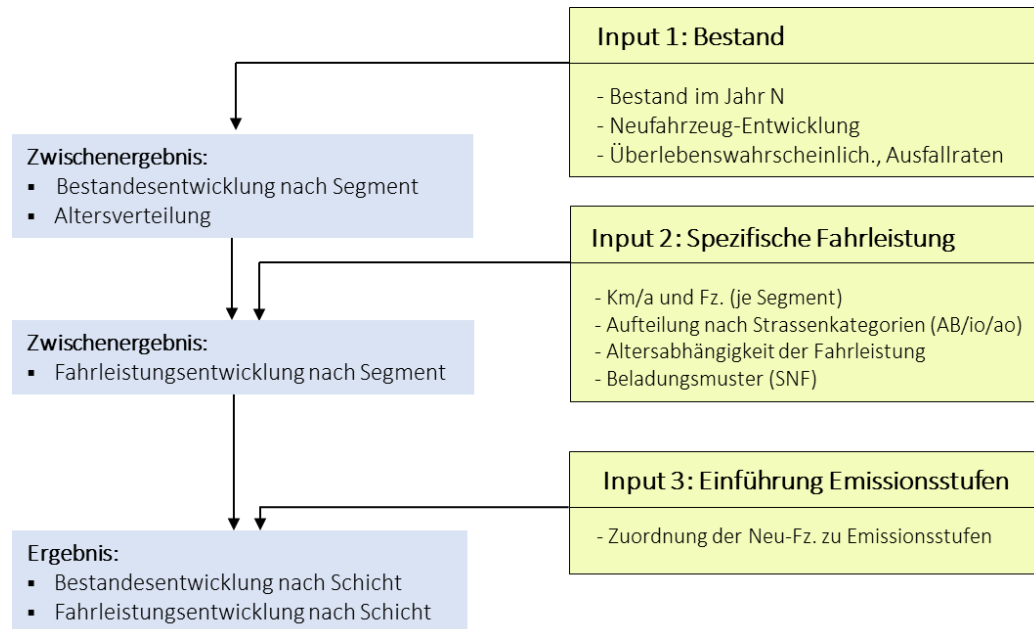 Input 1: Bestand
- Bestand im Jahr N
- Neufahrzeug-Entwicklung
- Überlebenswahrscheinlich., Ausfallraten
Zwischenergebnis:
▪ Bestandesentwicklung nach Segment
▪ Altersverteilung
Input 2: Spezifische Fahrleistung
- Km/a und Fz. (je Segment)
- Aufteilung nach Strassenkategorien (AB/io/ao)
- Altersabhängigkeit der Fahrleistung
- Beladungsmuster (SNF)
Zwischenergebnis:
▪ Fahrleistungsentwicklung nach Segment
Input 3: Einführung Emissionsstufen
- Zuordnung der Neu-Fz. zu Emissionsstufen
Ergebnis:
▪ Bestandesentwicklung nach Schicht
▪ Fahrleistungsentwicklung nach Schicht